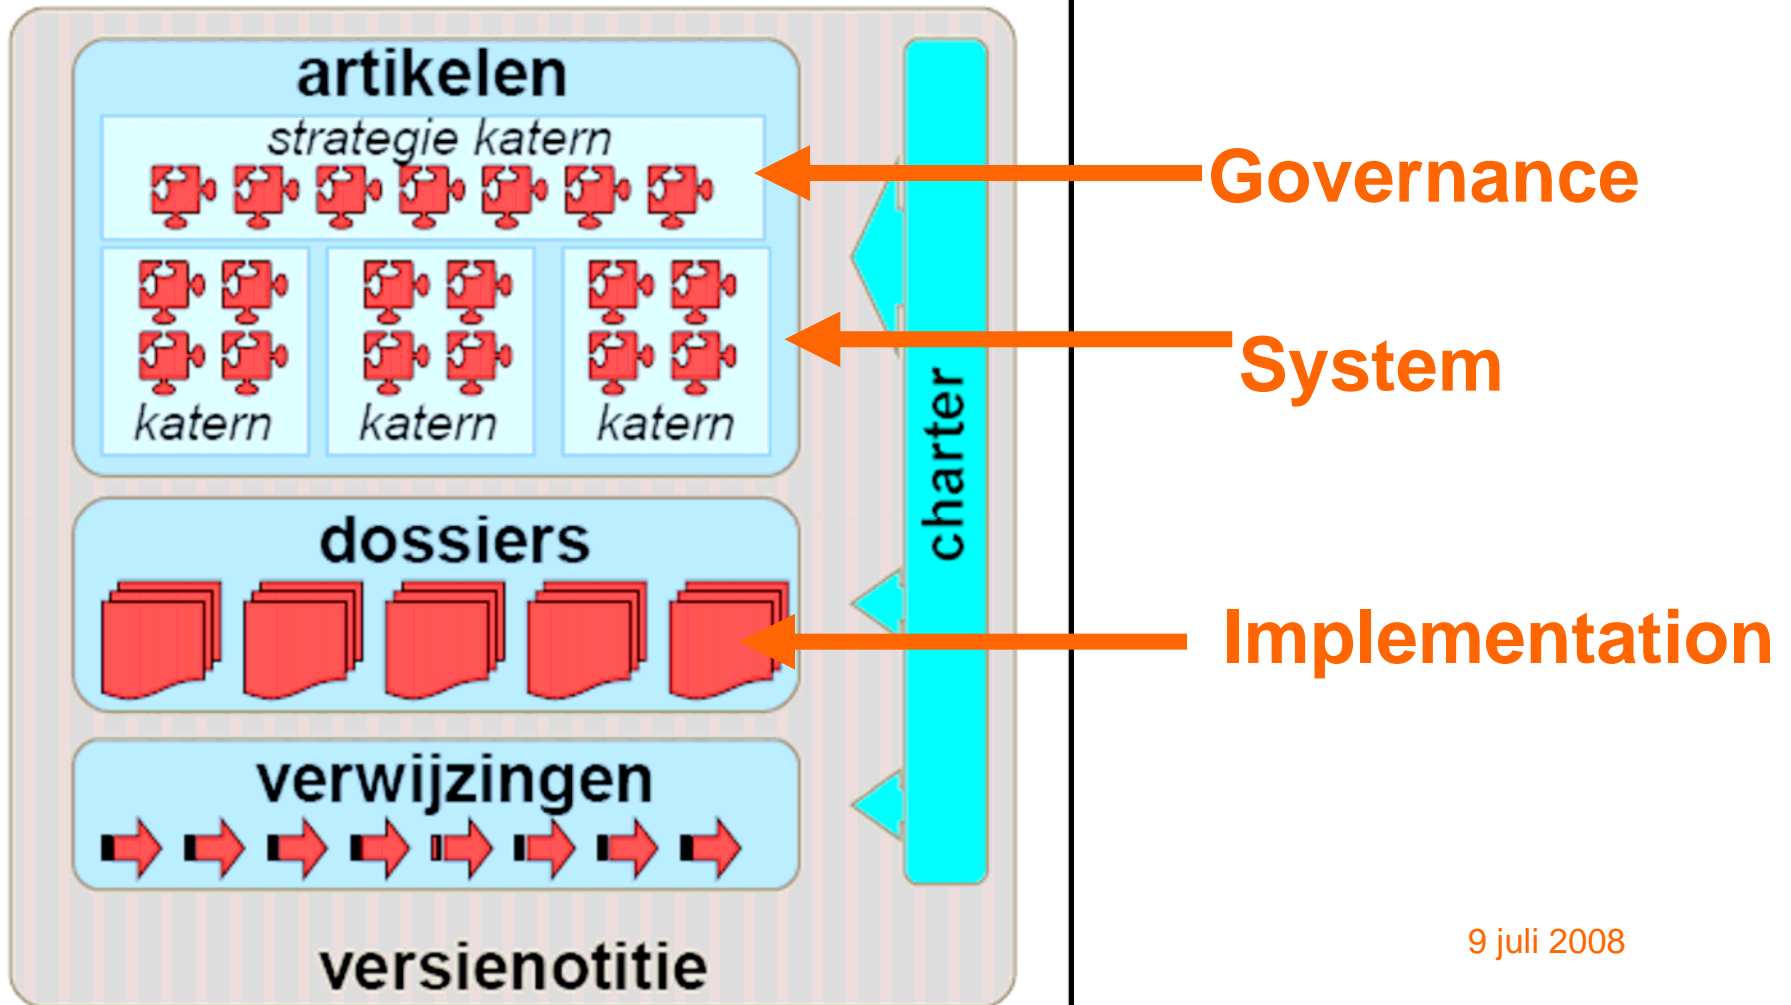 artikelen
strategie katern
katern katern katern
dossiers
verwijzingen
versienotitie
charter
Governance
System
Implementation
9 juli 2008